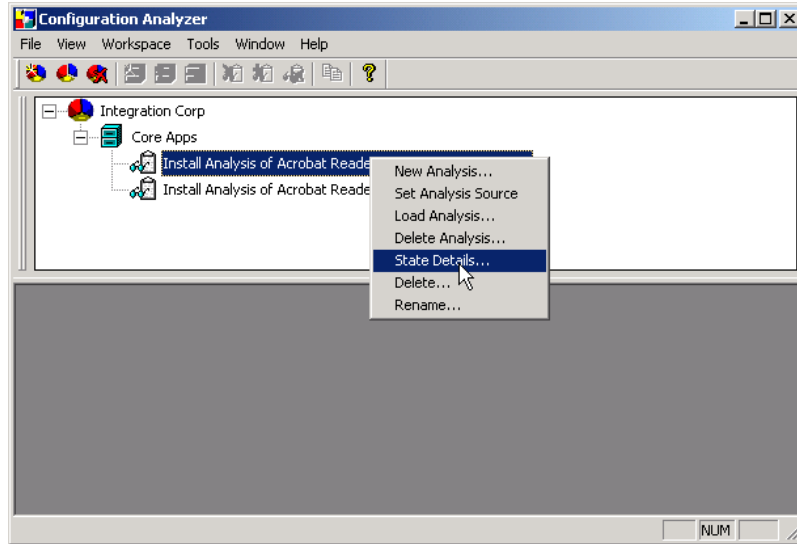 Configuration Analyzer
File View Workspace Tools Window Help
Integration Corp
Core Apps
Install Analysis of Acrobat Reade
Install Analysis of Acrobat Reade
New Analysis...
Set Analysis Source
Load Analysis...
Delete Analysis...
State Details...
Delete...
Rename...
NUM